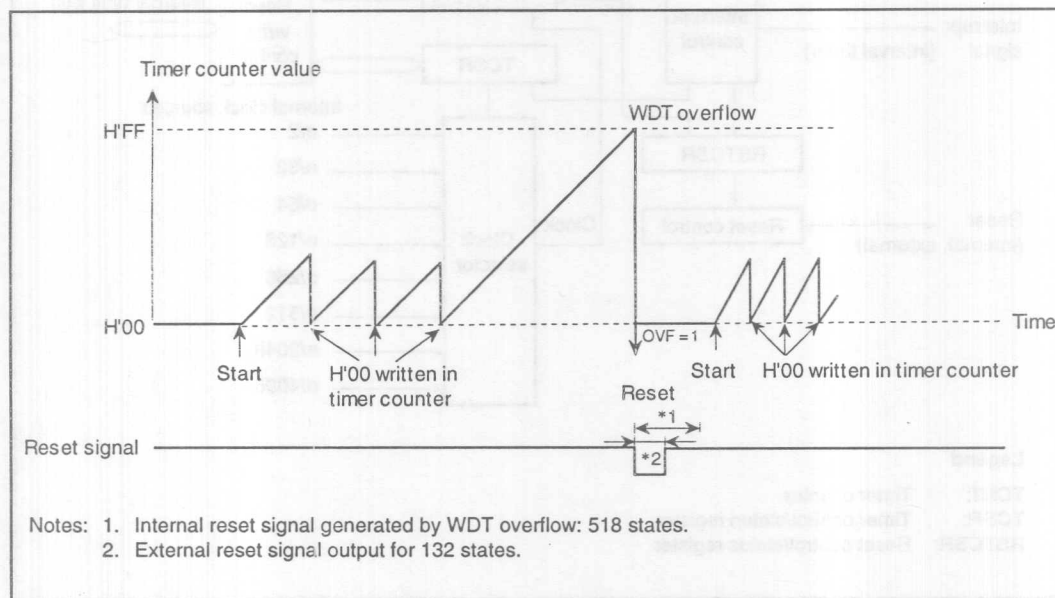 Timer counter value
H'FF
WDT overflow
H'00
Time
OVF = 1
Start
H'00 written in
timer counter
Start
H'00 written in timer counter
Reset
*1
Reset signal
*2
Notes: 1. Internal reset signal generated by WDT overflow: 518 states.
2. External reset signal output for 132 states.